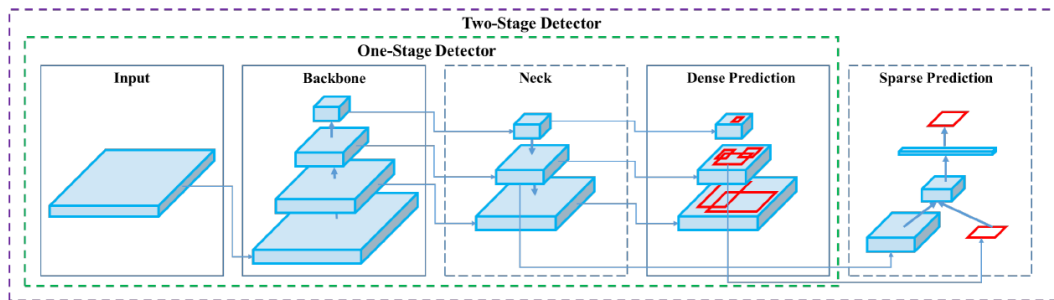 Two-Stage Detector
One-Stage Detector
Input
Backbone
Neck
Dense Prediction
Sparse Prediction